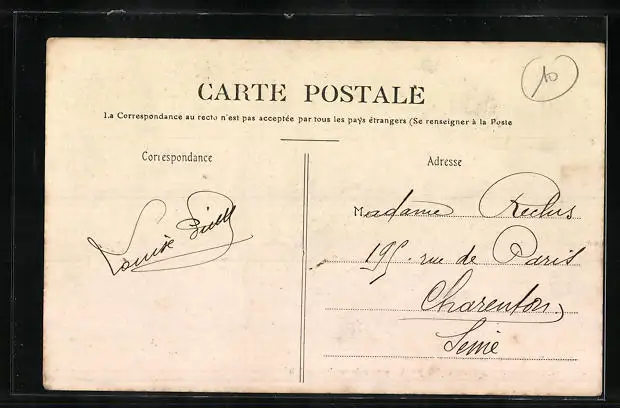 10
CARTE POSTALE
La Correspondance au recto n'est pas acceptée par tous les pays étrangers (Se renseigner à la Poste
Correspondance
Adresse
Madame Reclus
195. rue de Paris
Charenton
Seine
Louise